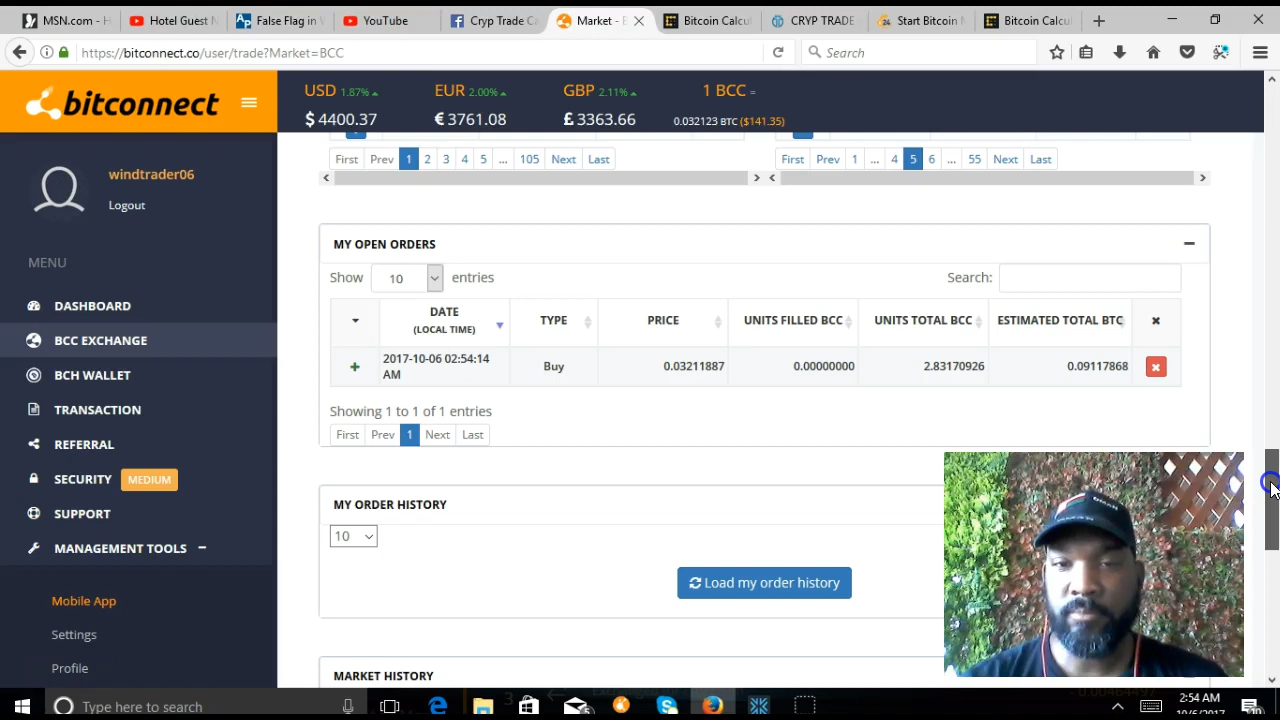 MSN.com - H
Hotel Guest N
False Flag in V
YouTube
Cryp Trade Ca
Market - B
Bitcoin Calcu
CRYP TRADE
Start Bitcoin M
Bitcoin Calcu
https://bitconnect.co/user/trade?Market=BCC
Search
bitconnect
USD 1.87%
EUR 2.00%
GBP 2.11%
1 BCC =
$ 4400.37
€ 3761.08
£ 3363.66
0.032123 BTC ($141.35)
windtrader06
Logout
MENU
DASHBOARD
BCC EXCHANGE
BCH WALLET
TRANSACTION
REFERRAL
SECURITY MEDIUM
SUPPORT
MANAGEMENT TOOLS
Mobile App
Settings
Profile
First Prev 1 2 3 4 5 ... 105 Next Last
First Prev 1 ... 4 5 6 ... 55 Next Last
MY OPEN ORDERS
Show 10 entries
Search:
DATE (LOCAL TIME) TYPE PRICE UNITS FILLED BCC UNITS TOTAL BCC ESTIMATED TOTAL BTC
2017-10-06 02:54:14 AM Buy 0.03211887 0.00000000 2.83170926 0.09117868
Showing 1 to 1 of 1 entries
First Prev 1 Next Last
MY ORDER HISTORY
10
Load my order history
MARKET HISTORY
Type here to search
2:54 AM
10/6/2017